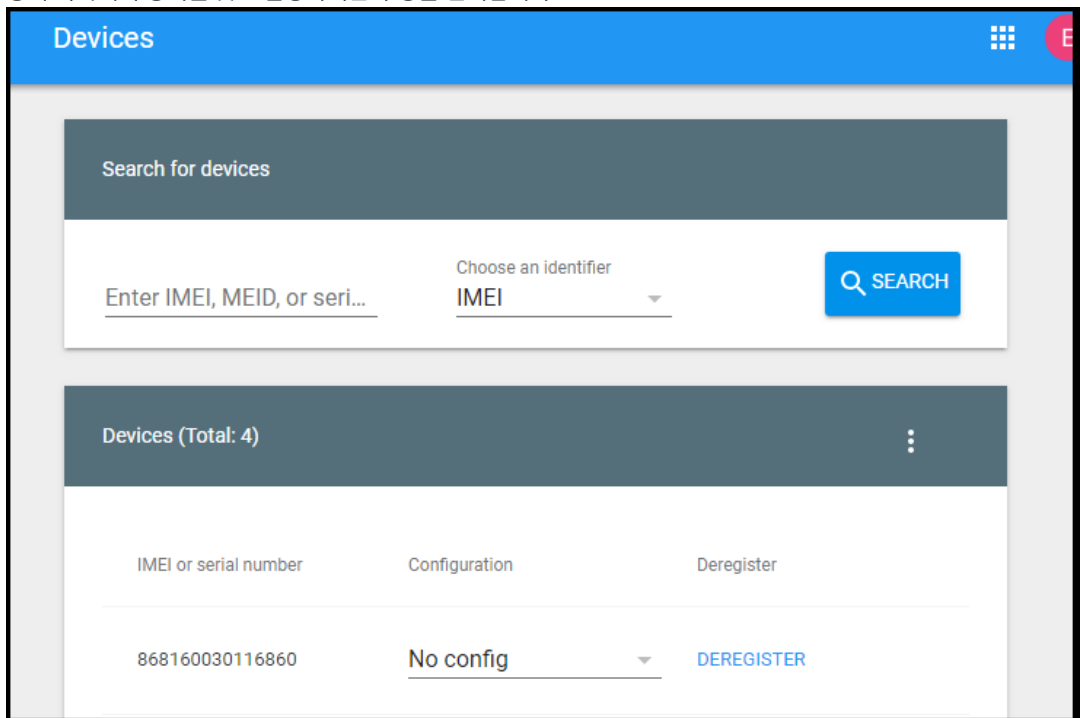 Devices
E
Search for devices
Choose an identifier
Enter IMEI, MEID, or seri...
IMEI
SEARCH
Devices (Total: 4)
IMEI or serial number
Configuration
Deregister
868160030116860
No config
DEREGISTER